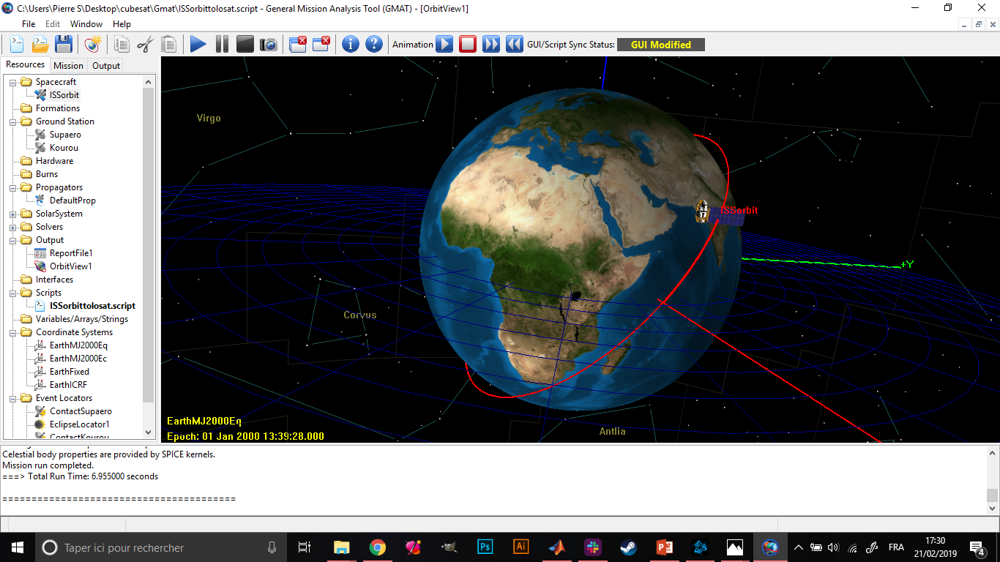 C:\Users\Pierre S\Desktop\cubesat\Gmat\ISSorbittolosat.script - General Mission Analysis Tool (GMAT) - [OrbitView1]
File Edit Window Help
Animation GUI/Script Sync Status: GUI Modified
Resources Mission Output
Spacecraft
ISSorbit
Formations
Ground Station
Supaero
Kourou
Hardware
Burns
Propagators
DefaultProp
SolarSystem
Solvers
Output
ReportFile1
OrbitView1
Interfaces
Scripts
ISSorbittolosat.script
Variables/Arrays/Strings
Coordinate Systems
EarthMJ2000Eq
EarthMJ2000Ec
EarthFixed
EarthICRF
Event Locators
ContactSupaero
EclipseLocator1
ContactKourou
Virgo
ISSorbit
+Y
Corvus
Antlia
EarthMJ2000Eq
Epoch: 01 Jan 2000 13:39:28.000
Celestial body properties are provided by SPICE kernels.
Mission run completed.
===> Total Run Time: 6.955000 seconds
========================================
Taper ici pour rechercher
Ps
Ai
FRA
17:30
21/02/2019
4